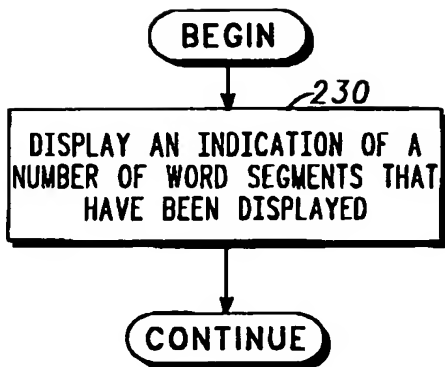 BEGIN
230
DISPLAY AN INDICATION OF A
NUMBER OF WORD SEGMENTS THAT
HAVE BEEN DISPLAYED
CONTINUE